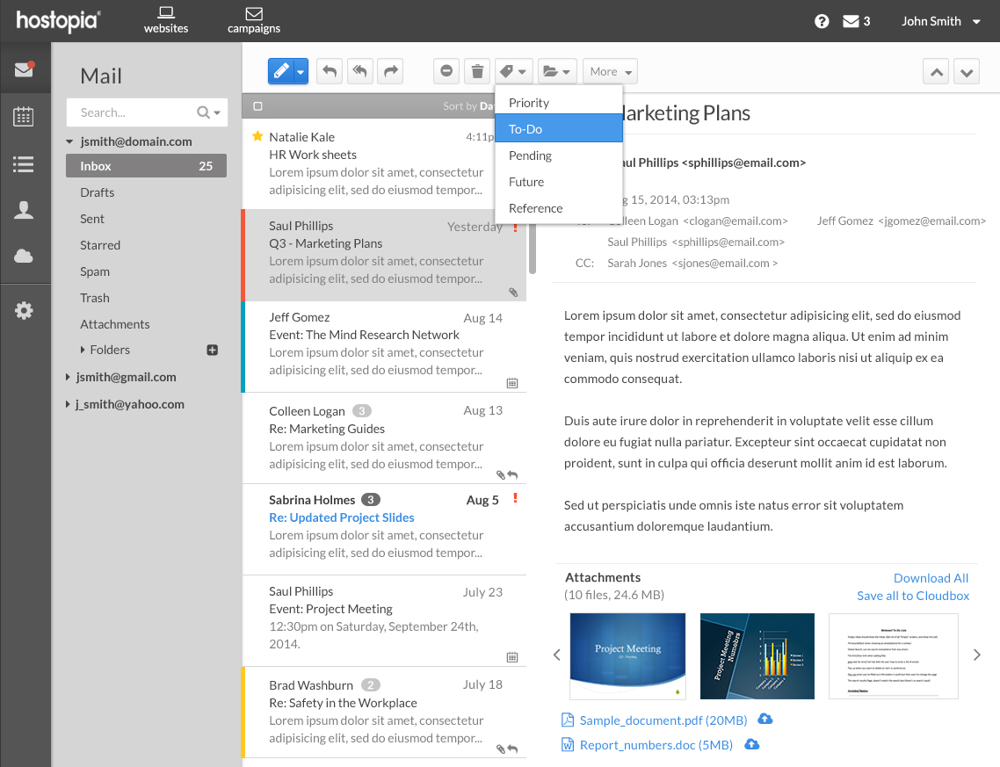 hostopia
websites
campaigns
3
John Smith
Mail
Search...
jsmith@domain.com
Inbox 25
Drafts
Sent
Starred
Spam
Trash
Attachments
Folders
jsmith@gmail.com
j_smith@yahoo.com
More
Priority
To-Do
Pending
Future
Reference
Sort by
Natalie Kale 4:11p
HR Work sheets
Lorem ipsum dolor sit amet, consectetur
adipisicing elit, sed do eiusmod tempor...
Saul Phillips Yesterday !
Q3 - Marketing Plans
Lorem ipsum dolor sit amet, consectetur
adipisicing elit, sed do eiusmod tempor...
Jeff Gomez Aug 14
Event: The Mind Research Network
Lorem ipsum dolor sit amet, consectetur
adipisicing elit, sed do eiusmod tempor...
Colleen Logan 3 Aug 13
Re: Marketing Guides
Lorem ipsum dolor sit amet, consectetur
adipisicing elit, sed do eiusmod tempor...
Sabrina Holmes 3 Aug 5 !
Re: Updated Project Slides
Lorem ipsum dolor sit amet, consectetur
adipisicing elit, sed do eiusmod tempor...
Saul Phillips July 23
Event: Project Meeting
12:30pm on Saturday, September 24th,
2014.
Brad Washburn 2 July 18
Re: Safety in the Workplace
Lorem ipsum dolor sit amet, consectetur
adipisicing elit, sed do eiusmod tempor...
arketing Plans
aul Phillips <sphillips@email.com>
g 15, 2014, 03:13pm
Colleen Logan <clogan@email.com> Jeff Gomez <jgomez@email.com>
Saul Phillips <sphillips@email.com>
CC: Sarah Jones <sjones@email.com >
Lorem ipsum dolor sit amet, consectetur adipisicing elit, sed do eiusmod
tempor incididunt ut labore et dolore magna aliqua. Ut enim ad minim
veniam, quis nostrud exercitation ullamco laboris nisi ut aliquip ex ea
commodo consequat.
Duis aute irure dolor in reprehenderit in voluptate velit esse cillum
dolore eu fugiat nulla pariatur. Excepteur sint occaecat cupidatat non
proident, sunt in culpa qui officia deserunt mollit anim id est laborum.
Sed ut perspiciatis unde omnis iste natus error sit voluptatem
accusantium doloremque laudantium.
Attachments
(10 files, 24.6 MB)
Download All
Save all to Cloudbox
Project Meeting
Project Meeting
Numebrs
Sample_document.pdf (20MB)
Report_numbers.doc (5MB)